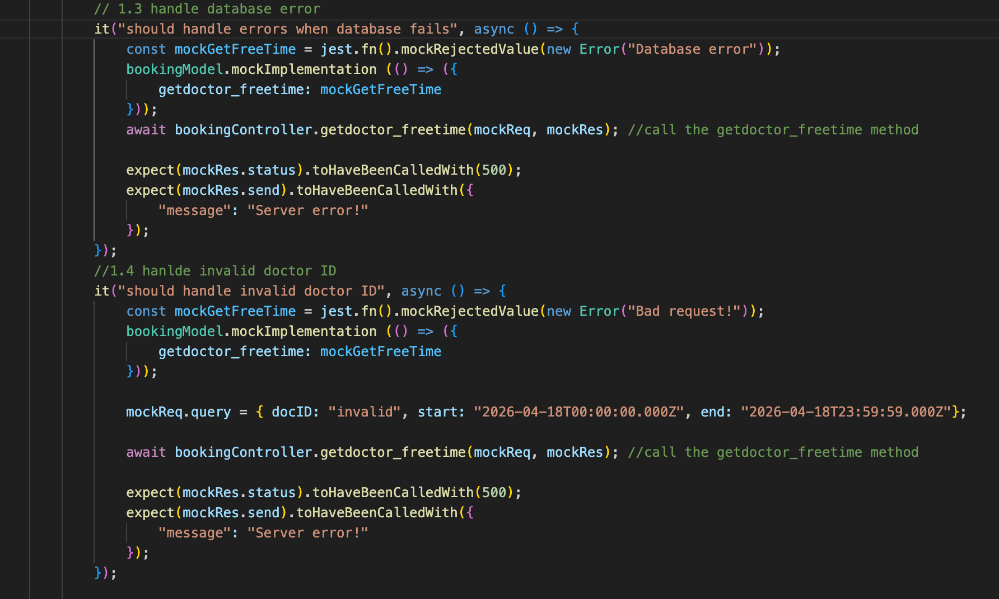 // 1.3 handle database error
it("should handle errors when database fails", async () => {
const mockGetFreeTime = jest.fn().mockRejectedValue(new Error("Database error"));
bookingModel.mockImplementation (() => ({
getdoctor_freetime: mockGetFreeTime
}));
await bookingController.getdoctor_freetime(mockReq, mockRes); //call the getdoctor_freetime method
expect(mockRes.status).toHaveBeenCalledWith(500);
expect(mockRes.send).toHaveBeenCalledWith({
"message": "Server error!"
});
});
//1.4 hanlde invalid doctor ID
it("should handle invalid doctor ID", async () => {
const mockGetFreeTime = jest.fn().mockRejectedValue(new Error("Bad request!"));
bookingModel.mockImplementation (() => ({
getdoctor_freetime: mockGetFreeTime
}));
mockReq.query = { docID: "invalid", start: "2026-04-18T00:00:00.000Z", end: "2026-04-18T23:59:59.000Z"};
await bookingController.getdoctor_freetime(mockReq, mockRes); //call the getdoctor_freetime method
expect(mockRes.status).toHaveBeenCalledWith(500);
expect(mockRes.send).toHaveBeenCalledWith({
"message": "Server error!"
});
});